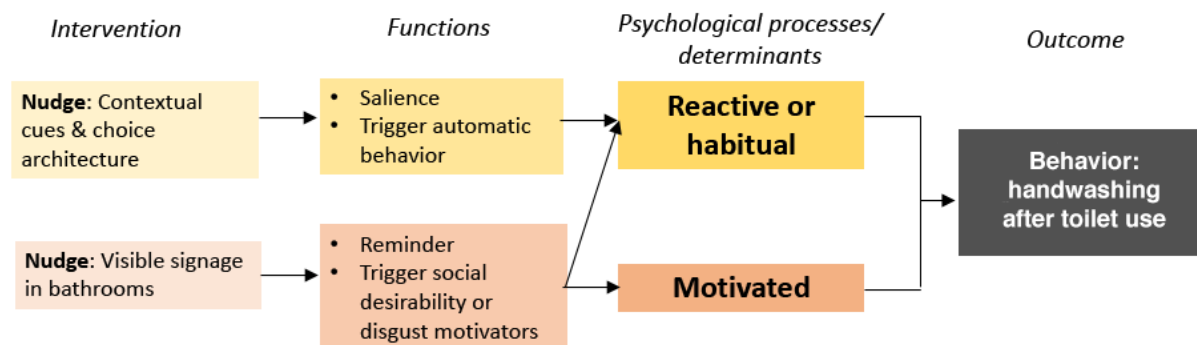 Intervention
Functions
Psychological processes/
determinants
Outcome
Nudge: Contextual
cues & choice
architecture
• Salience
• Trigger automatic
behavior
Reactive or
habitual
Behavior:
handwashing
after toilet use
Nudge: Visible signage
in bathrooms
• Reminder
• Trigger social
desirability or
disgust motivators
Motivated